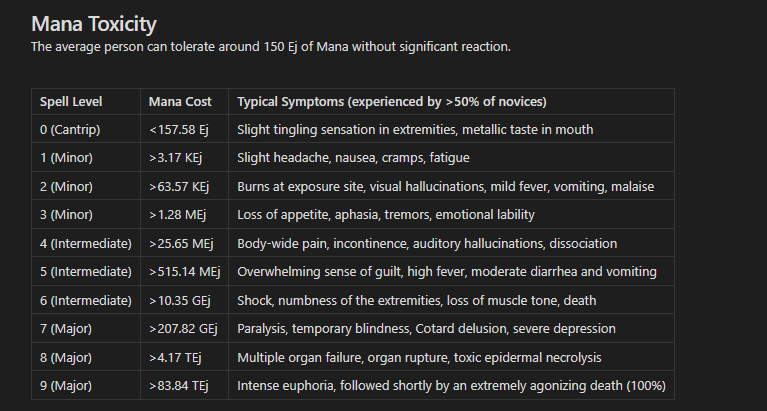 Mana Toxicity
The average person can tolerate around 150 Ej of Mana without significant reaction.
Spell Level Mana Cost Typical Symptoms (experienced by >50% of novices)
0 (Cantrip) <157.58 Ej Slight tingling sensation in extremities, metallic taste in mouth
1 (Minor) >3.17 KEj Slight headache, nausea, cramps, fatigue
2 (Minor) >63.57 KEj Burns at exposure site, visual hallucinations, mild fever, vomiting, malaise
3 (Minor) >1.28 MEj Loss of appetite, aphasia, tremors, emotional lability
4 (Intermediate) >25.65 MEj Body-wide pain, incontinence, auditory hallucinations, dissociation
5 (Intermediate) >515.14 MEj Overwhelming sense of guilt, high fever, moderate diarrhea and vomiting
6 (Intermediate) >10.35 GEj Shock, numbness of the extremities, loss of muscle tone, death
7 (Major) >207.82 GEj Paralysis, temporary blindness, Cotard delusion, severe depression
8 (Major) >4.17 TEj Multiple organ failure, organ rupture, toxic epidermal necrolysis
9 (Major) >83.84 TEj Intense euphoria, followed shortly by an extremely agonizing death (100%)